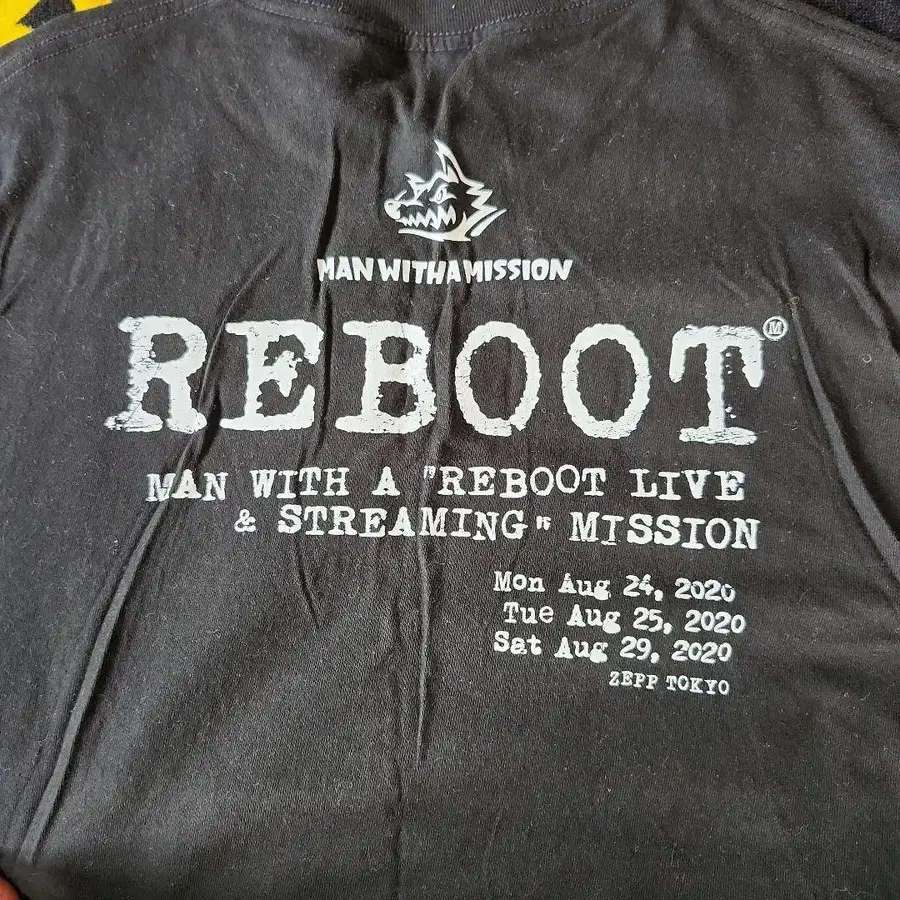 MAN WITH A MISSION
REBOOT Ⓜ
MAN WITH A "REBOOT LIVE
& STREAMING" MISSION
Mon Aug 24, 2020
Tue Aug 25, 2020
Sat Aug 29, 2020
ZEPP TOKYO